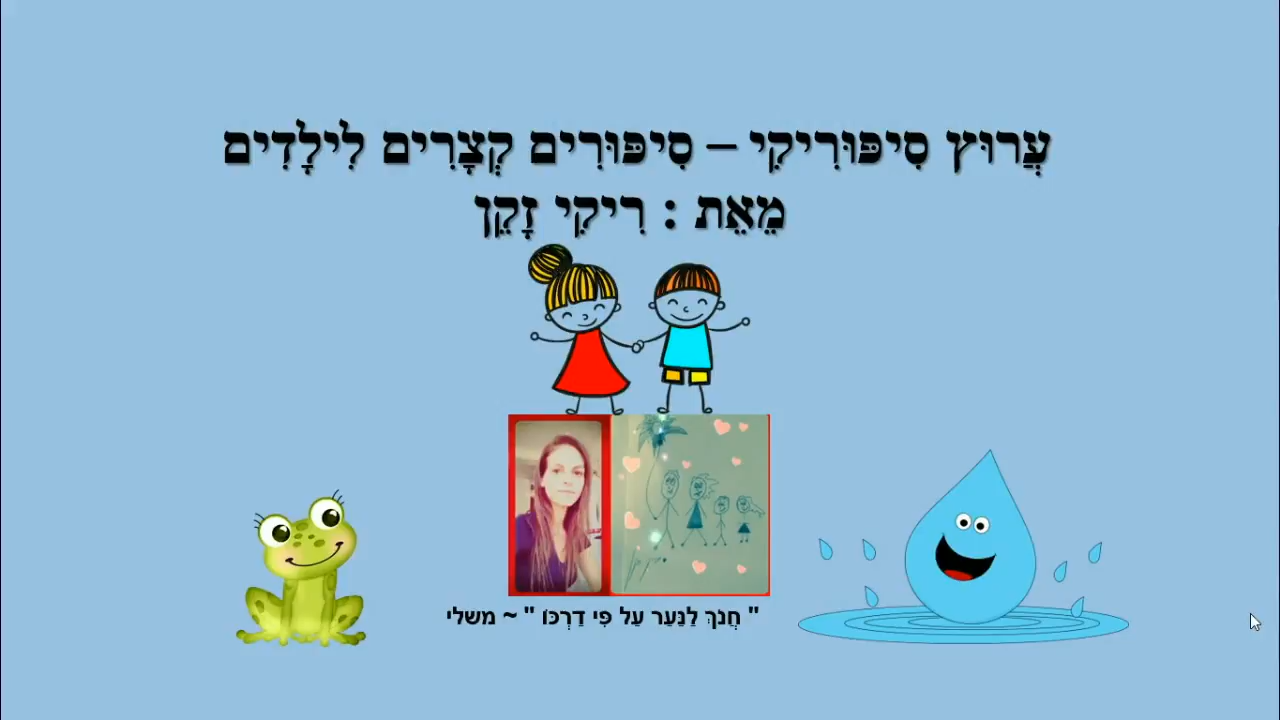 עֲרוּץ סִיפּוּרִיקִי – סִיפּוּרִים קְצָרִים לִילָדִים
מֵאֵת : רִיקִי זָקֵן
" חֲנֹךְ לַנַּעַר עַל פִּי דַרְכּוֹ " ~ משלי